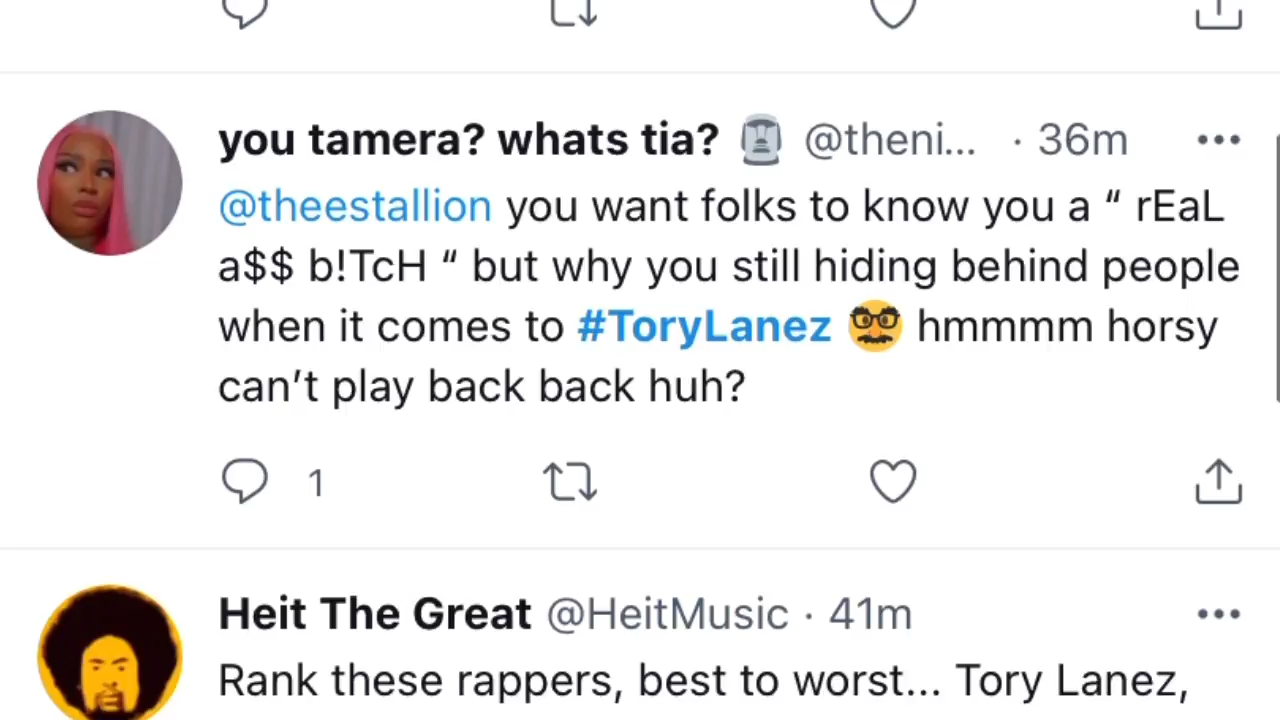 you tamera? whats tia? 🗿 @theni... · 36m
@theestallion you want folks to know you a “ rEaL
a$$ b!TcH “ but why you still hiding behind people
when it comes to #ToryLanez 🥸 hmmmm horsy
can’t play back back huh?
1
Heit The Great @HeitMusic · 41m
Rank these rappers, best to worst... Tory Lanez,